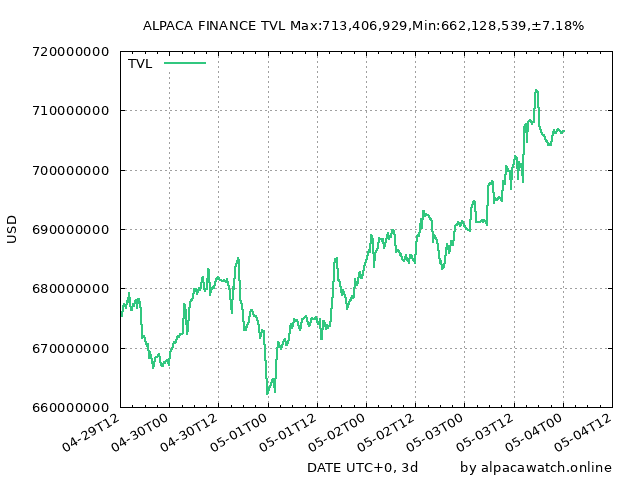 ALPACA FINANCE TVL Max:713,406,929,Min:662,128,539,±7.18%
720000000
TVL
710000000
700000000
690000000
USD
680000000
670000000
660000000
04-29T12
04-30T00
04-30T12
05-01T00
05-01T12
05-02T00
05-02T12
05-03T00
05-03T12
05-04T00
05-04T12
DATE UTC+0, 3d
by alpacawatch.online